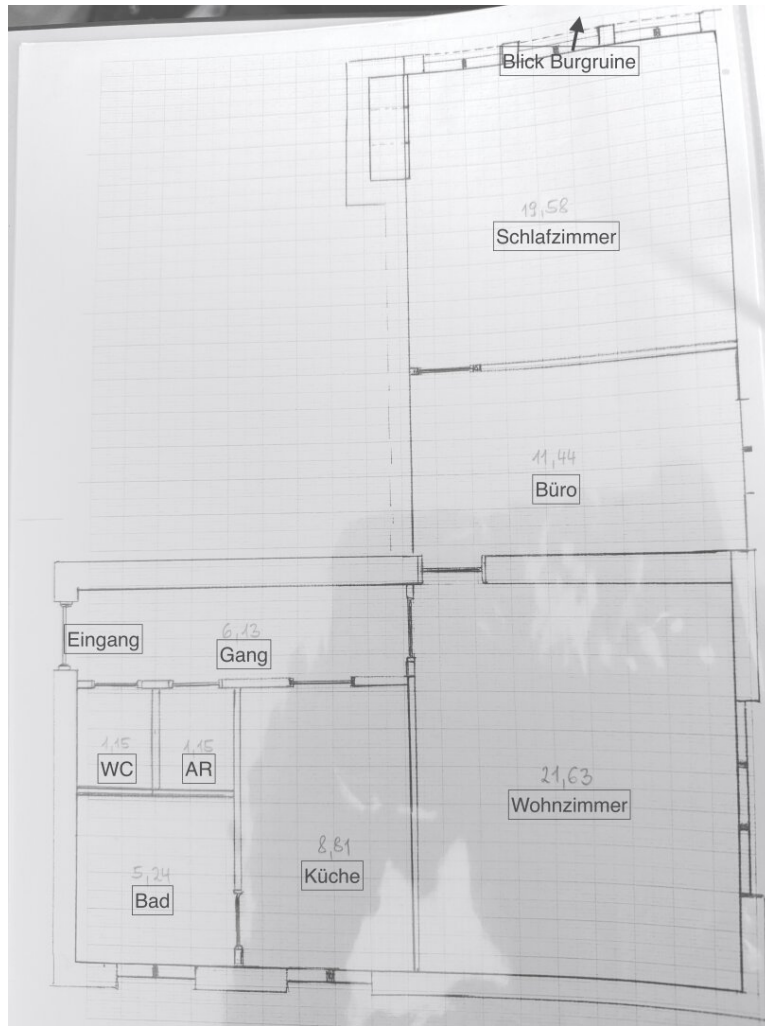 Blick Burgruine
19,58
Schlafzimmer
11,44
Büro
Eingang
6,13
Gang
1,15
WC
1,15
AR
21,63
Wohnzimmer
8,81
Küche
5,24
Bad